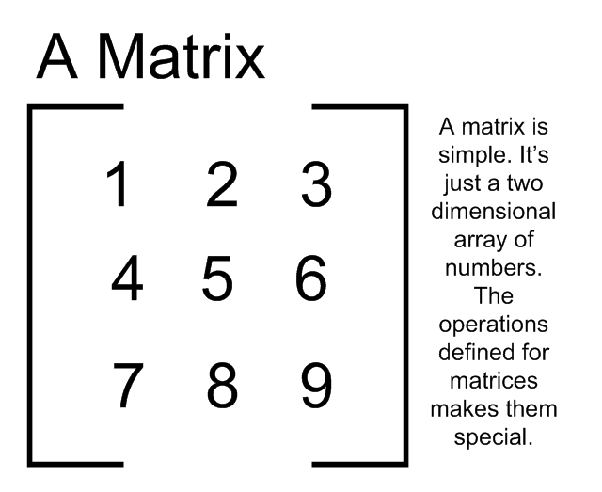 A Matrix
1 2 3
4 5 6
7 8 9
A matrix is
simple. It’s
just a two
dimensional
array of
numbers.
The
operations
defined for
matrices
makes them
special.